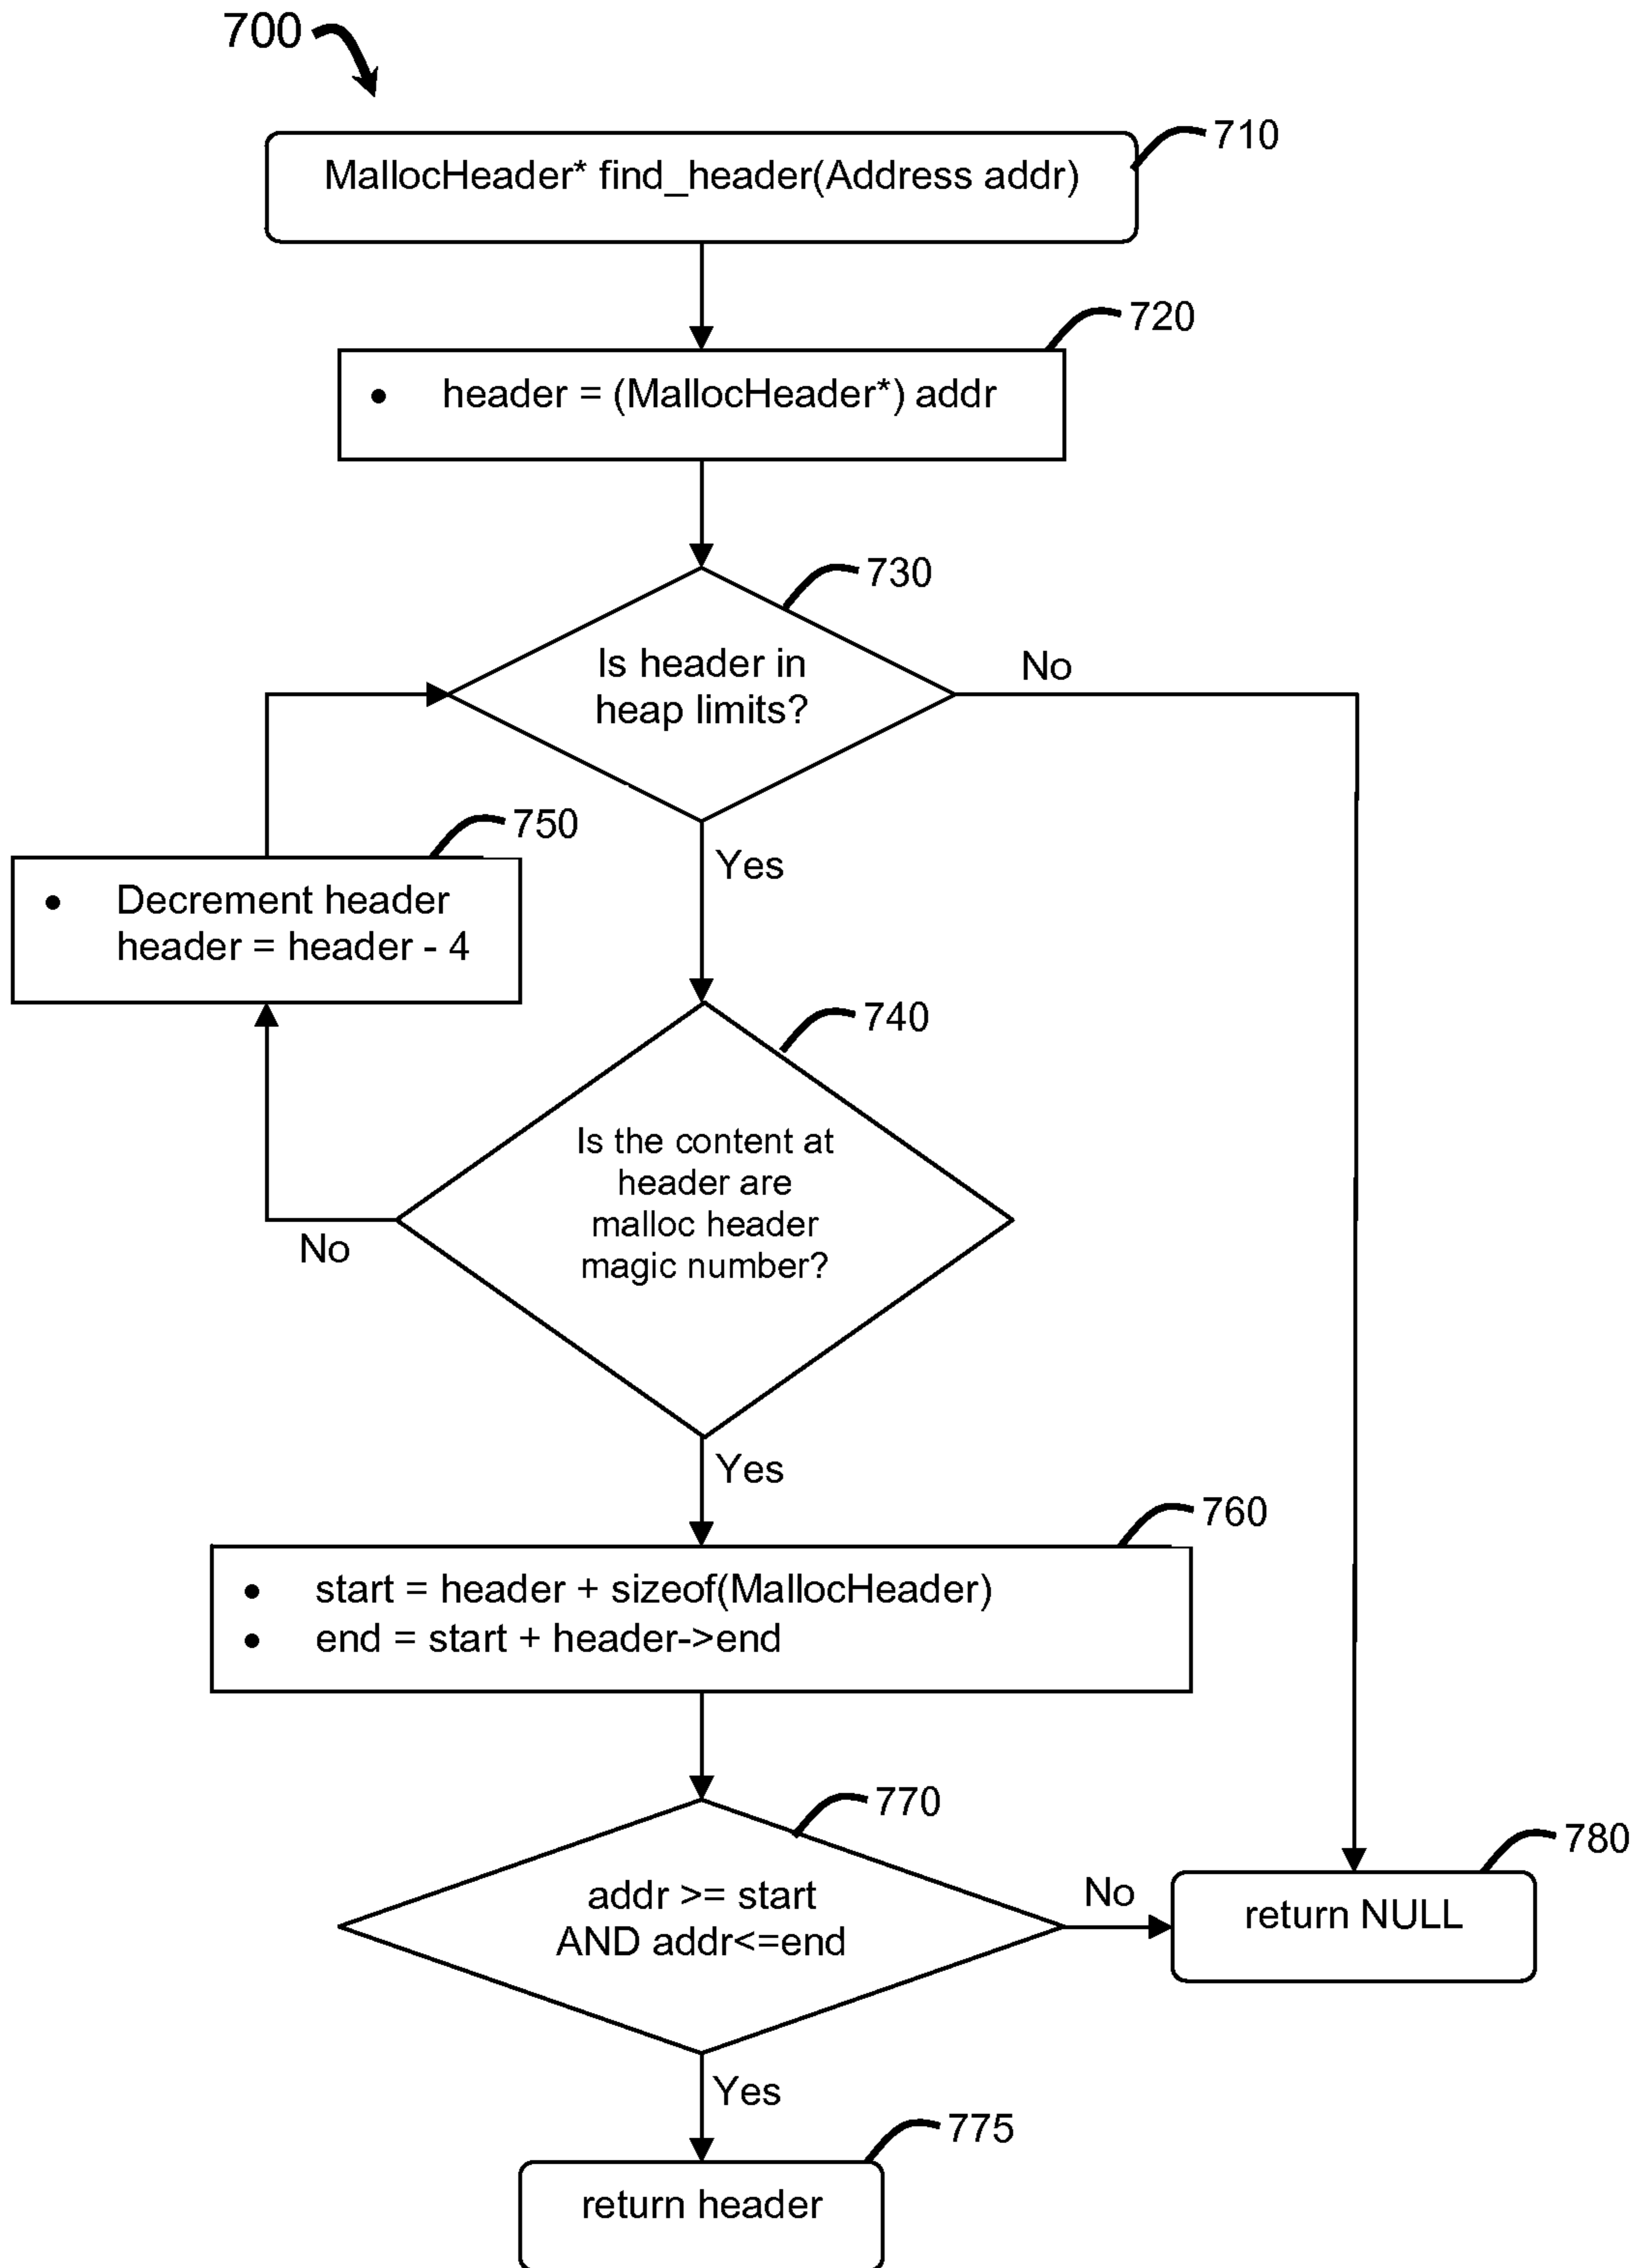 700
710
MallocHeader* find_header(Address addr)
720
• header = (MallocHeader*) addr
730
Is header in
heap limits?
No
750
Yes
• Decrement header
header = header - 4
740
Is the content at
header are
malloc header
magic number?
No
Yes
760
• start = header + sizeof(MallocHeader)
• end = start + header->end
770
780
addr >= start
AND addr<=end
No
return NULL
Yes
775
return header